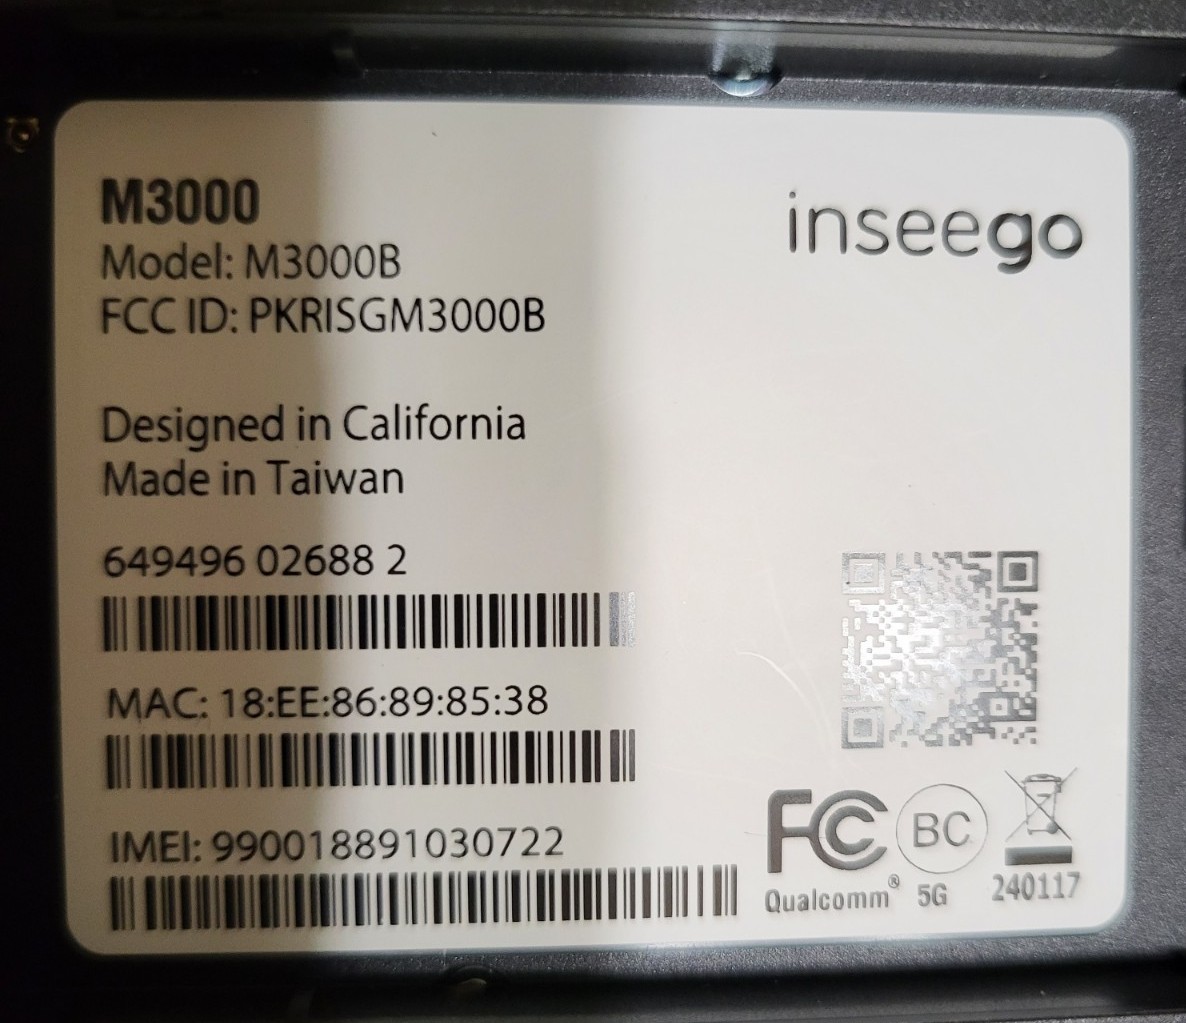 M3000
Model: M3000B
FCC ID: PKRISGM3000B
inseego
Designed in California
Made in Taiwan
649496 02688 2
MAC: 18:EE:86:89:85:38
IMEI: 990018891030722
FC
BC
Qualcomm® 5G
240117